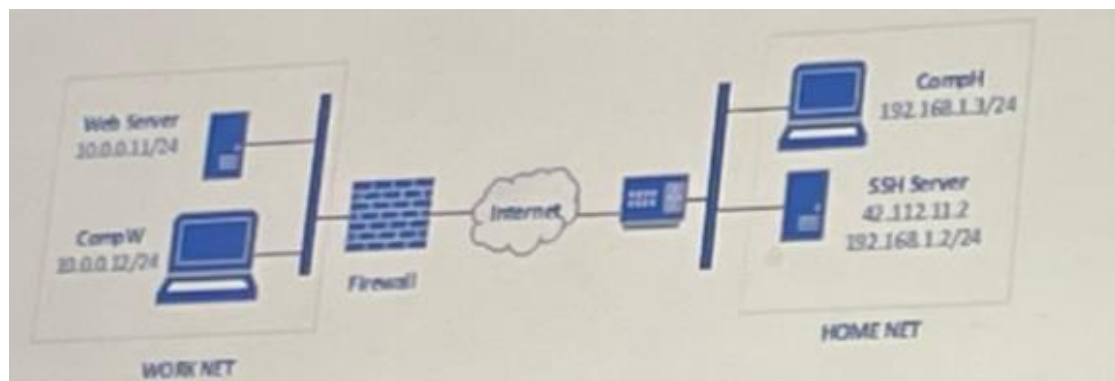 Web Server
10.0.0.11/24
CompW
10.0.0.12/24
Firewall
WORK NET
Internet
CompH
192.168.1.3/24
SSH Server
42.112.11.2
192.168.1.2/24
HOME NET